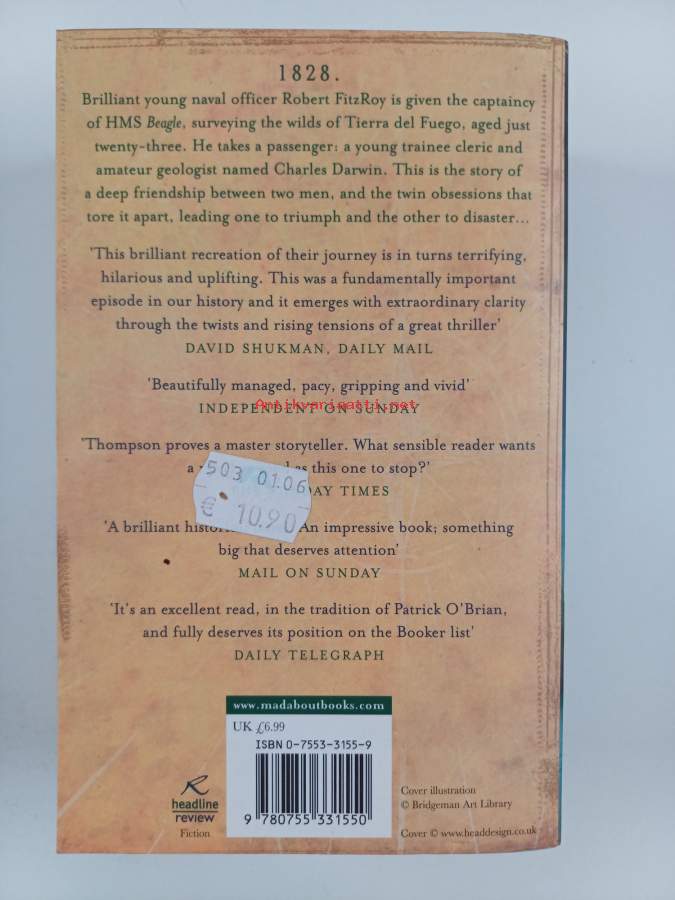 1828.
Brilliant young naval officer Robert FitzRoy is given the captaincy
of HMS Beagle, surveying the wilds of Tierra del Fuego, aged just
twenty-three. He takes a passenger: a young trainee cleric and
amateur geologist named Charles Darwin. This is the story of
a deep friendship between two men, and the twin obsessions that
tore it apart, leading one to triumph and the other to disaster...
'This brilliant recreation of their journey is in turns terrifying,
hilarious and uplifting. This was a fundamentally important
episode in our history and it emerges with extraordinary clarity
through the twists and rising tensions of a great thriller'
DAVID SHUKMAN, DAILY MAIL
'Beautifully managed, pacy, gripping and vivid'
Antikvariaatti.net
INDEPENDENT ON SUNDAY
'Thompson proves a master storyteller. What sensible reader wants
a this one to stop?'
TIMES
503 01.06
€ 10.90
'A brilliant An impressive book; something
big that deserves attention'
MAIL ON SUNDAY
'It's an excellent read, in the tradition of Patrick O'Brian,
and fully deserves its position on the Booker list'
DAILY TELEGRAPH
www.madaboutbooks.com
UK £6.99
ISBN 0-7553-3155-9
9 780755 331550
R
headline
review
Fiction
Cover illustration
© Bridgeman Art Library
Cover © www.headdesign.co.uk